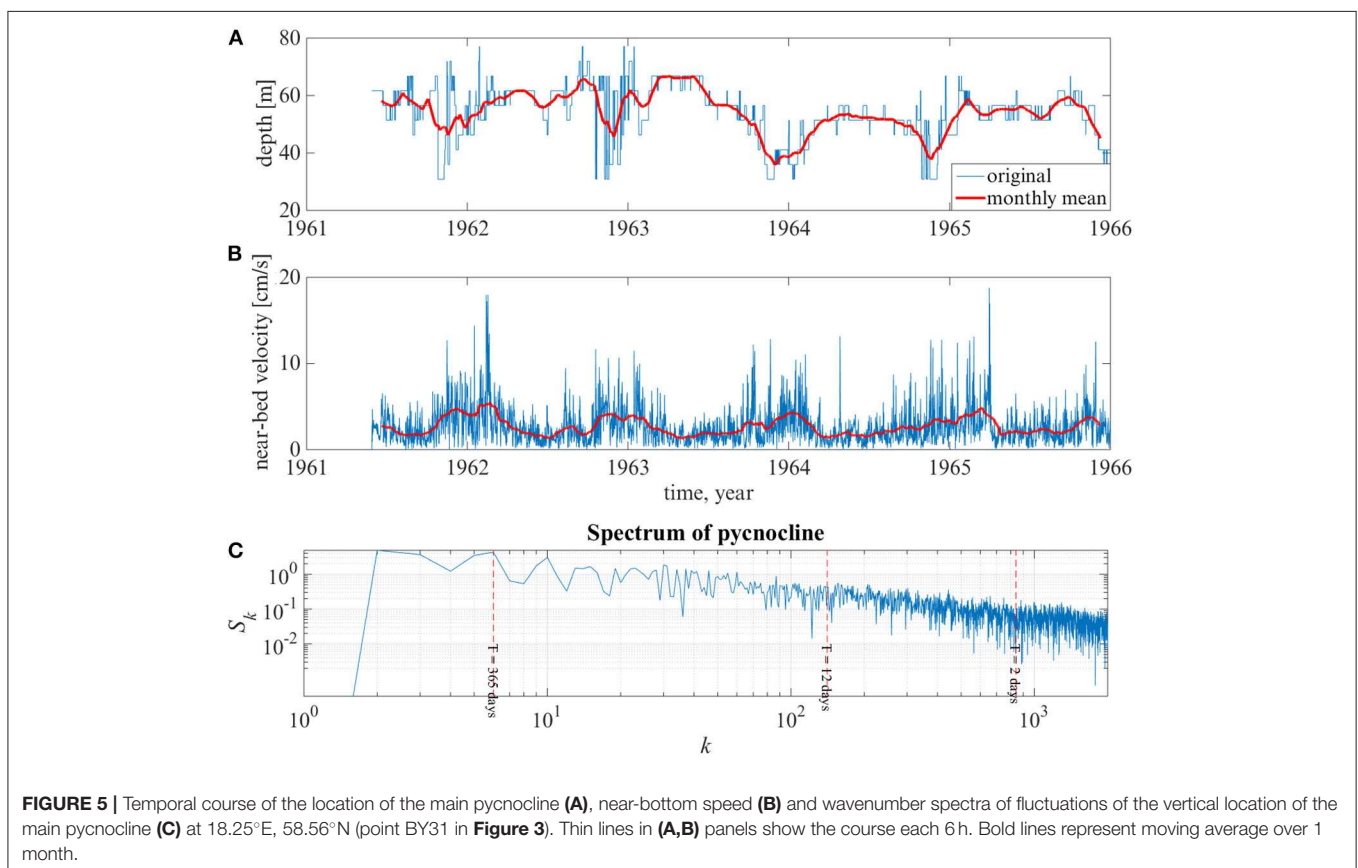 A
80
60
40
20
depth [m]
original
monthly mean
1961
1962
1963
1964
1965
1966
B
20
10
0
near-bed velocity [cm/s]
1961
1962
1963
1964
1965
1966
time, year
Spectrum of pycnocline
C
10^0
10^-1
10^-2
S_k
T = 365 days
T = 12 days
T = 2 days
10^0
10^1
10^2
10^3
k
FIGURE 5 | Temporal course of the location of the main pycnocline (A), near-bottom speed (B) and wavenumber spectra of fluctuations of the vertical location of the
main pycnocline (C) at 18.25°E, 58.56°N (point BY31 in Figure 3). Thin lines in (A,B) panels show the course each 6 h. Bold lines represent moving average over 1
month.